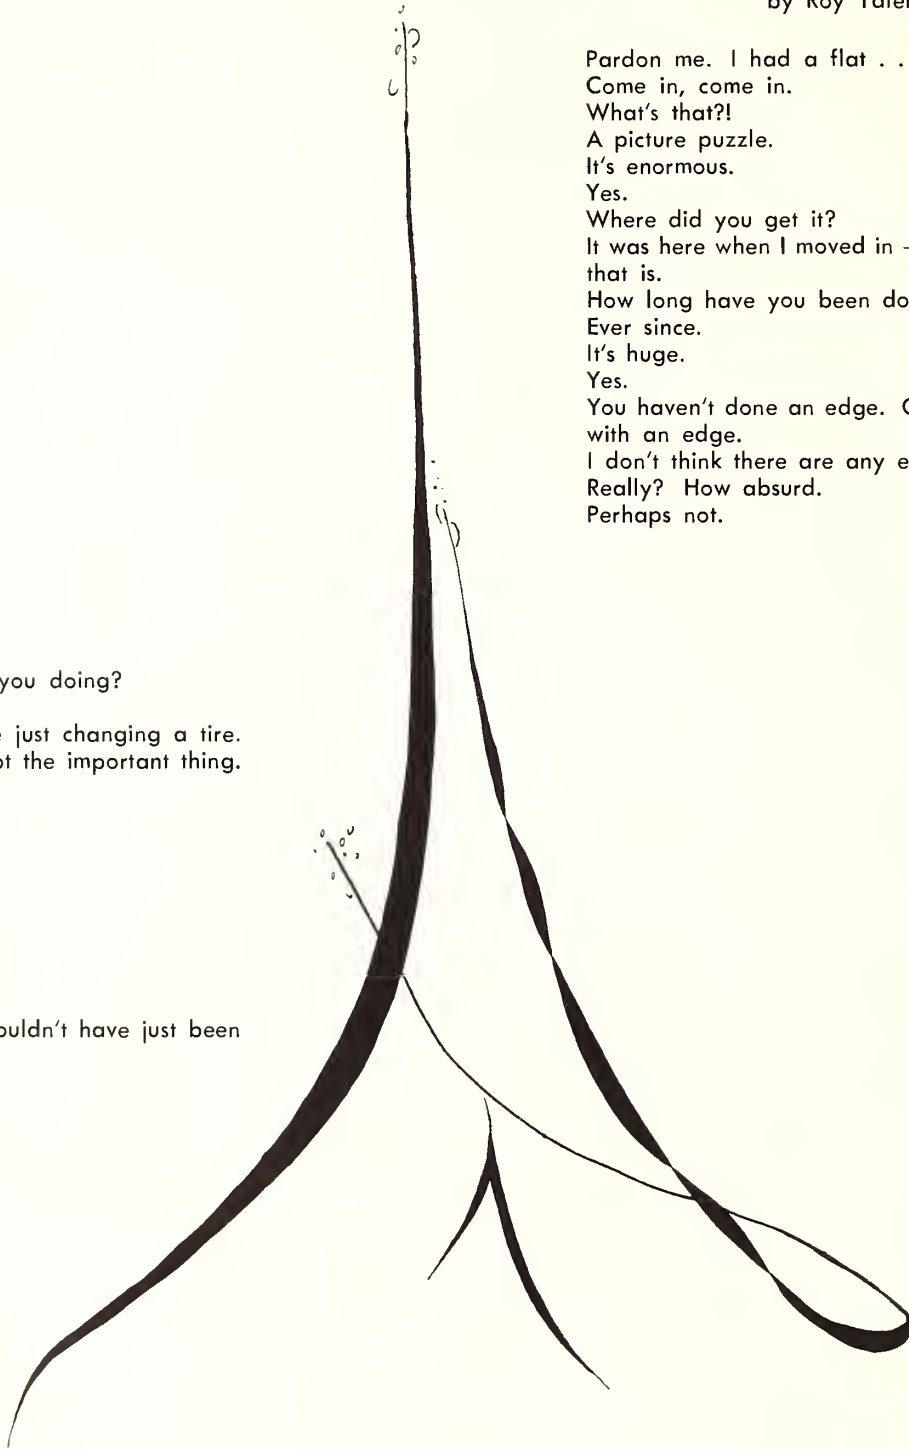 by Roy
Pardon me. I had a flat . .
Come in, come in.
What's that?!
A picture puzzle.
It's enormous.
Yes.
Where did you get it?
It was here when I moved in -
that is.
How long have you been do
Ever since.
It's huge.
Yes.
You haven't done an edge.
with an edge.
I don't think there are any e
Really? How absurd.
Perhaps not.
you doing?
just changing a tire.
the important thing.
ouldn't have just been